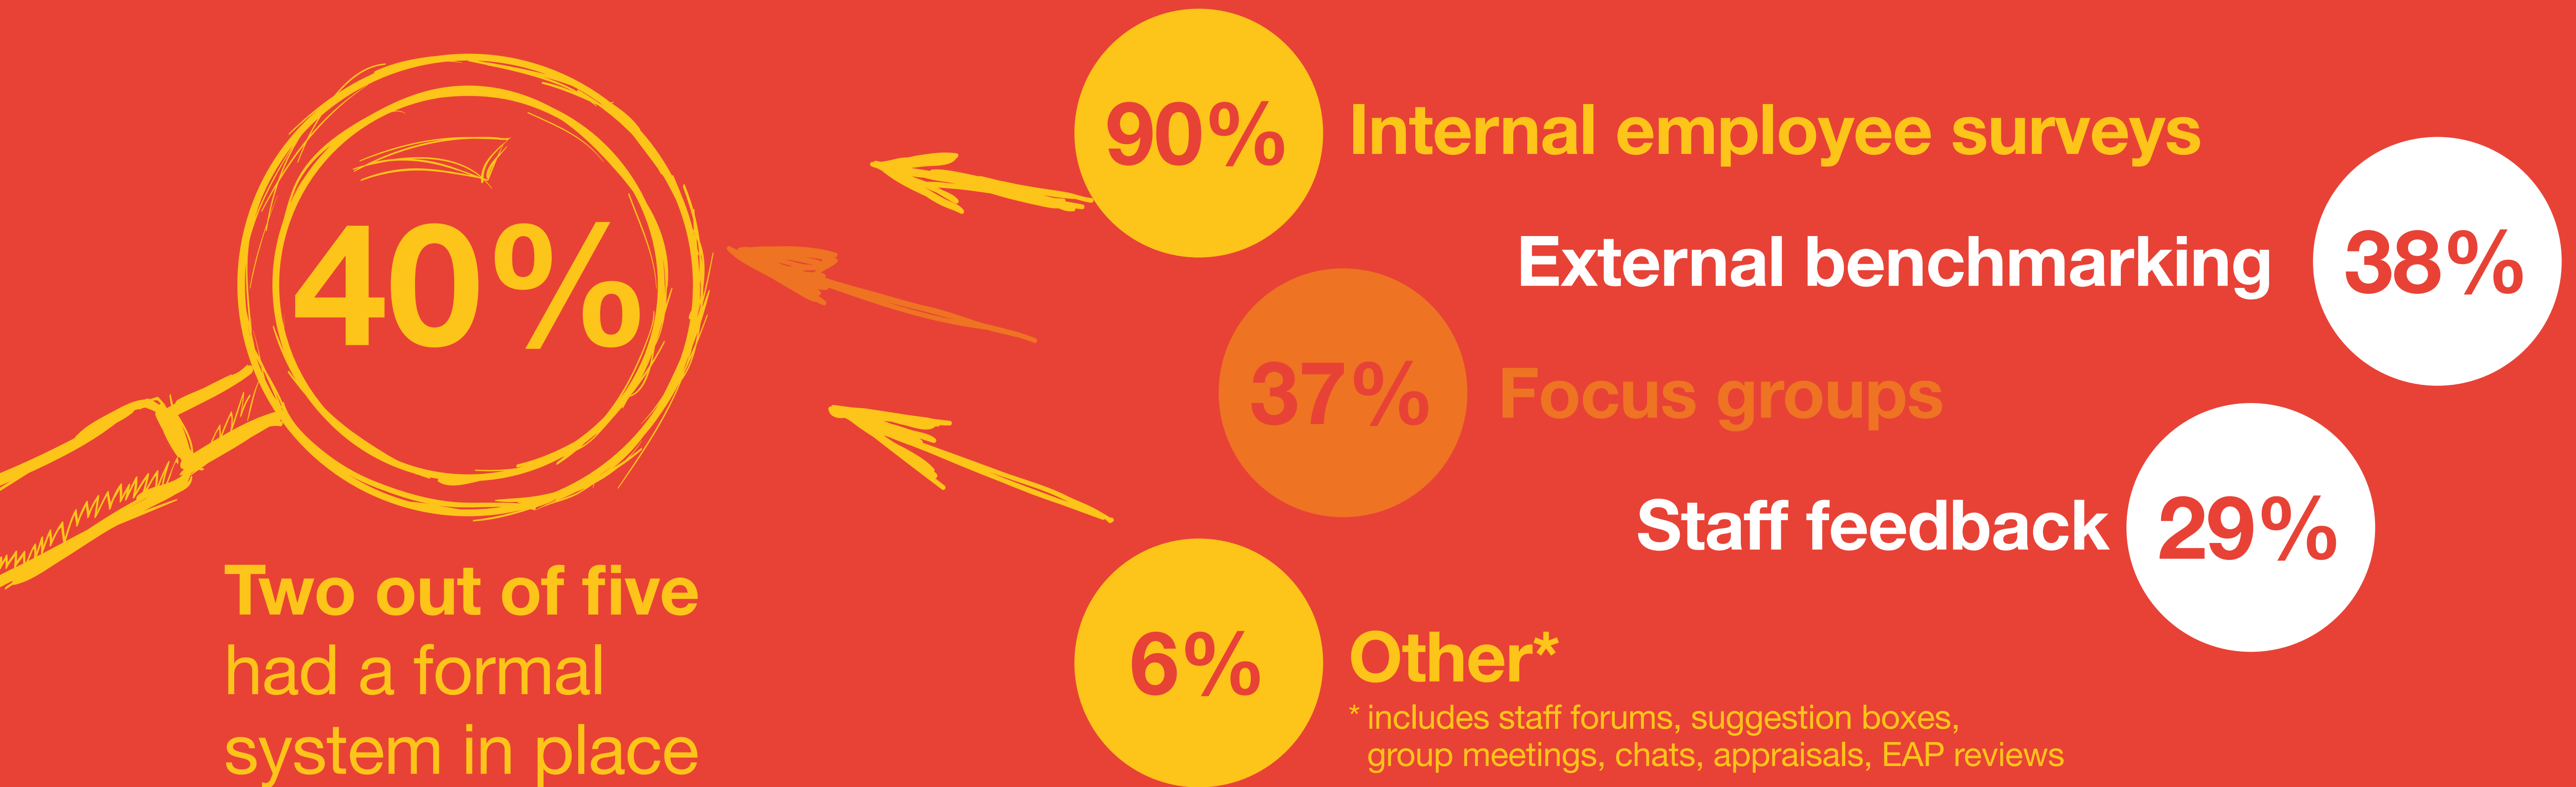 40%
Two out of five
had a formal
system in place
90% Internal employee surveys
External benchmarking 38%
37% Focus groups
Staff feedback 29%
6% Other*
* includes staff forums, suggestion boxes,
group meetings, chats, appraisals, EAP reviews